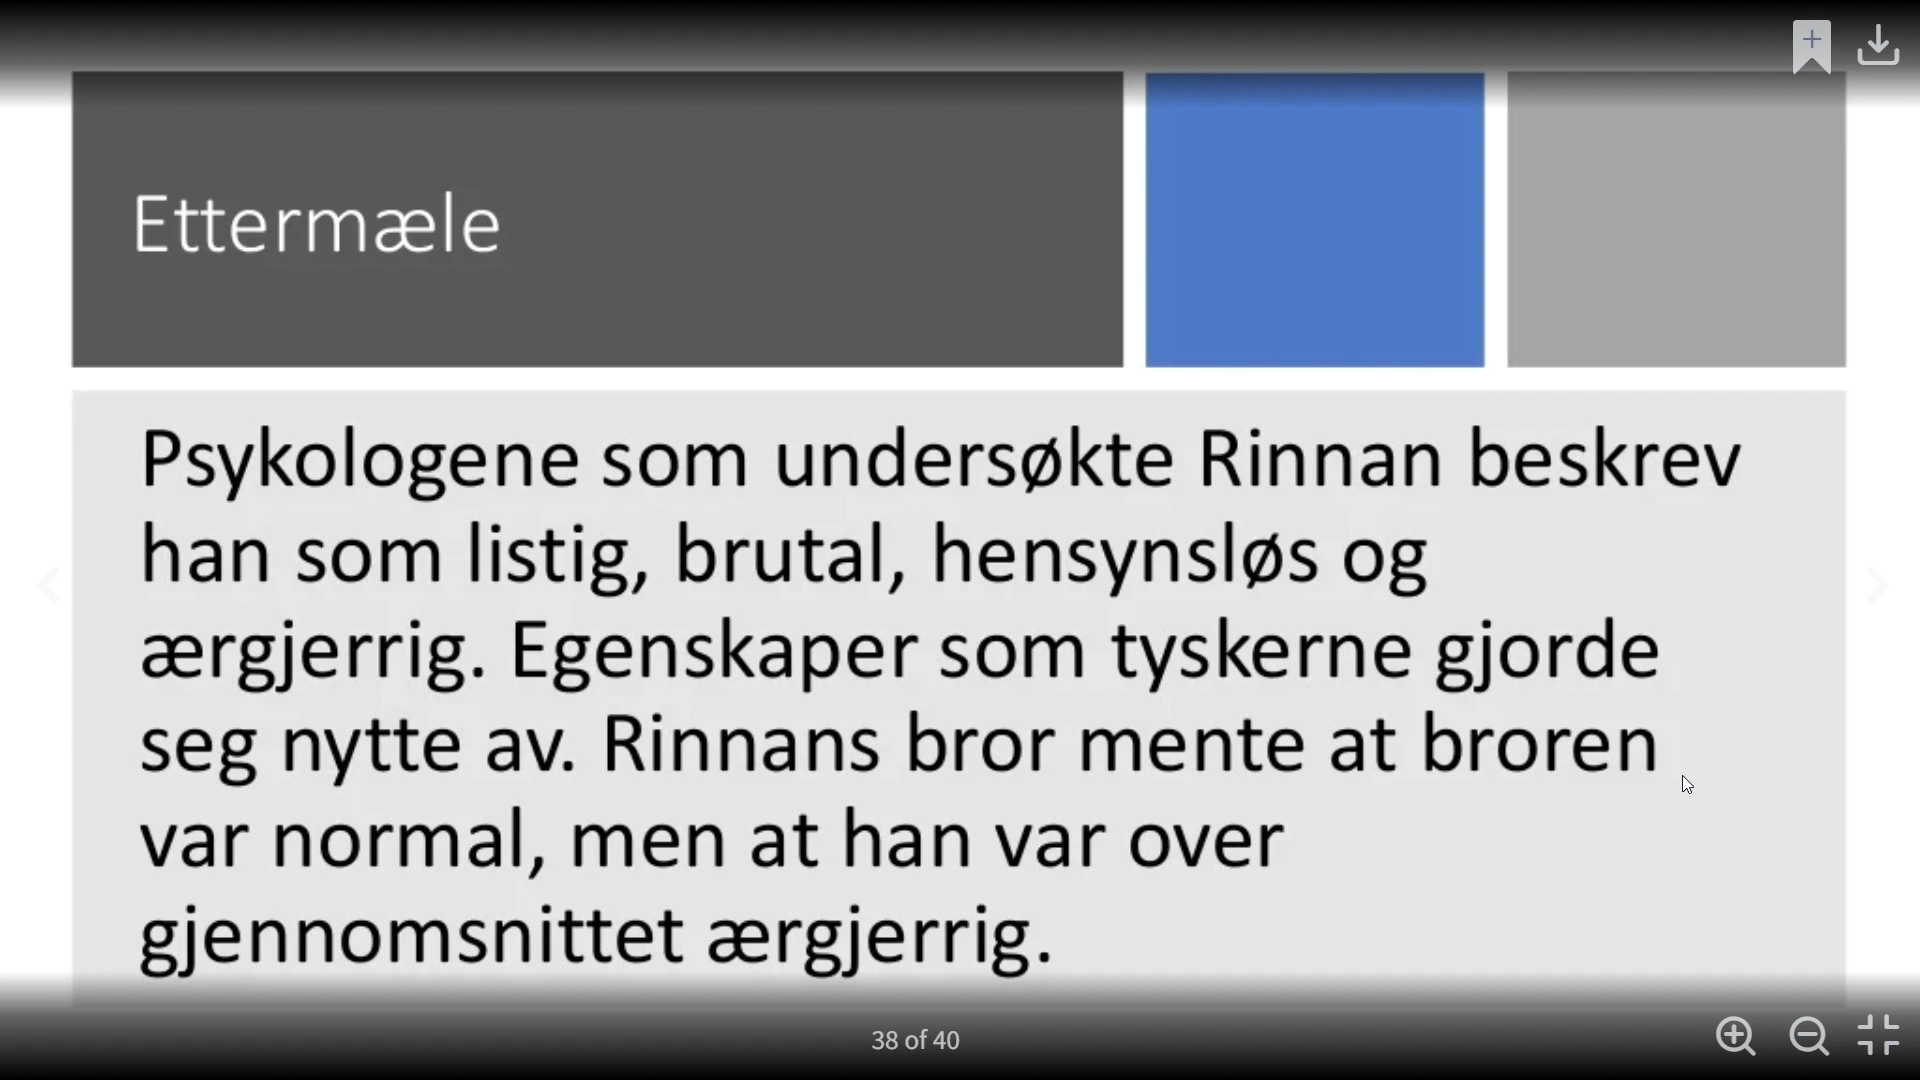 Ettermæle
Psykologene som undersøkte Rinnan beskrev
han som listig, brutal, hensynsløs og
ærgjerrig. Egenskaper som tyskerne gjorde
seg nytte av. Rinnans bror mente at broren
var normal, men at han var over
gjennomsnittet ærgjerrig.
38 of 40